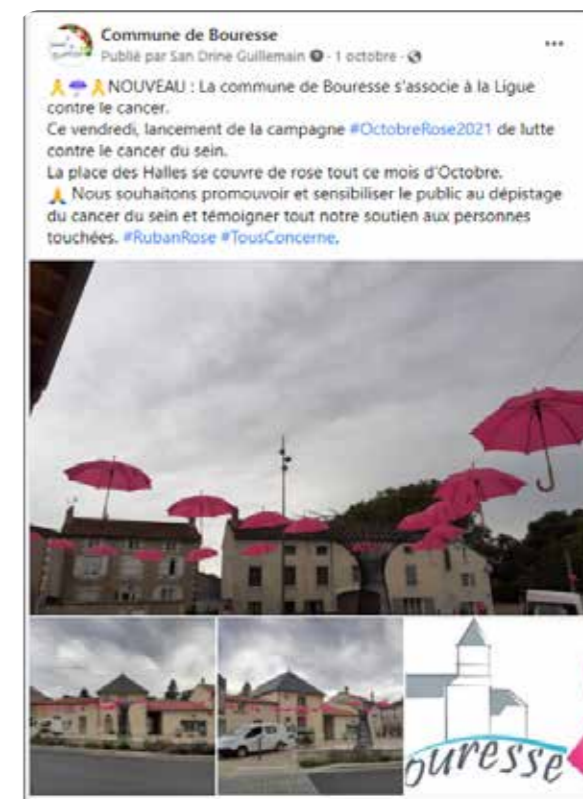 Commune de Bouresse
Publié par San Drine Guillemain · 1 octobre ·
NOUVEAU : La commune de Bouresse s'associe à la Ligue
contre le cancer.
Ce vendredi, lancement de la campagne #OctobreRose2021 de lutte
contre le cancer du sein.
La place des Halles se couvre de rose tout ce mois d'Octobre.
Nous souhaitons promouvoir et sensibiliser le public au dépistage
du cancer du sein et témoigner tout notre soutien aux personnes
touchées. #RubanRose #TousConcerne.
ouresse